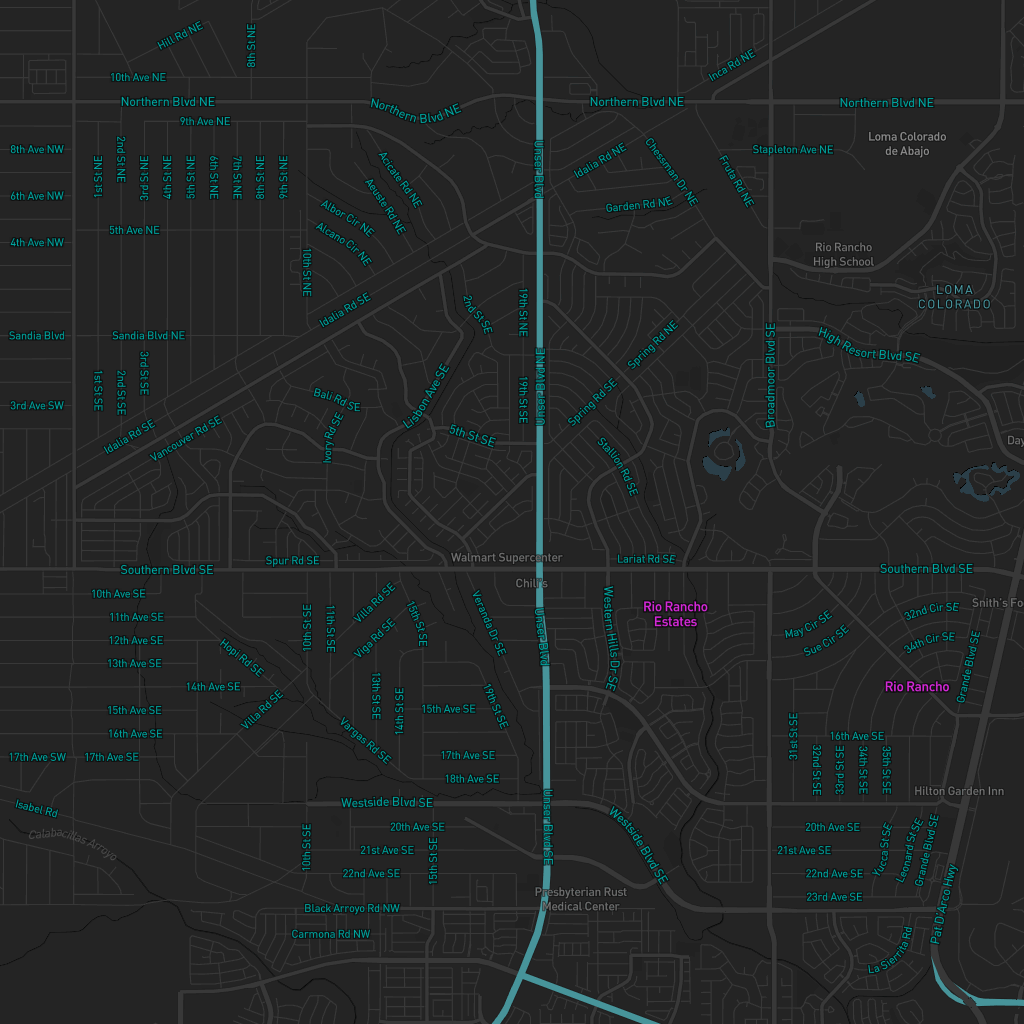 Hill Rd NE
8th St NE
10th Ave NE
Inca Rd NE
Northern Blvd NE
Northern Blvd NE
Northern Blvd NE
Northern Blvd NE
9th Ave NE
8th Ave NW
1st St NE
2nd St NE
3rd St NE
4th St NE
5th St NE
6th St NE
7th St NE
8th St NE
9th St NE
Acirate Rd NE
Aeuste Rd NE
Unser Blvd
Idalia Rd NE
Chessman Dr NE
Fruta Rd NE
Stapleton Ave NE
Loma Colorado
de Abajo
6th Ave NW
Albor Cir NE
Alcano Cir NE
Garden Rd NE
4th Ave NW
5th Ave NE
10th St NE
Rio Rancho
High School
LOMA
COLORADO
Idalia Rd SE
2nd St SE
19th St NE
Sandia Blvd
Sandia Blvd NE
Spring Rd NE
Broadmoor Blvd SE
High Resort Blvd SE
1st St SE
2nd St SE
3rd St SE
3rd Ave SW
Bali Rd SE
Ivory Rd SE
Lisbon Ave SE
19th St SE
Unser Blvd NE
Spring Rd SE
Idalia Rd SE
Vancouver Rd SE
5th St SE
Stallion Rd SE
Day
Walmart Supercenter
Spur Rd SE
Lariat Rd SE
Southern Blvd SE
Southern Blvd SE
Chili's
10th Ave SE
11th Ave SE
12th Ave SE
13th Ave SE
14th Ave SE
15th Ave SE
16th Ave SE
17th Ave SW
17th Ave SE
Hopi Rd SE
Villa Rd SE
10th St SE
11th St SE
Villa Rd SE
Viga Rd SE
15th St SE
13th St SE
14th St SE
Vargas Rd SE
Veranda Dr SE
19th St SE
Unser Blvd
15th Ave SE
17th Ave SE
18th Ave SE
Western Hills Dr SE
Rio Rancho
Estates
Smith's Fo
May Cir SE
Sue Cir SE
32nd Cir SE
34th Cir SE
Grande Blvd SE
Rio Rancho
31st St SE
16th Ave SE
32nd St SE
33rd St SE
34th St SE
35th St SE
Hilton Garden Inn
Isabel Rd
Calabacillas Arroyo
Westside Blvd SE
Unser Blvd SE
Westside Blvd SE
10th St SE
20th Ave SE
21st Ave SE
22nd Ave SE
15th St SE
20th Ave SE
21st Ave SE
22nd Ave SE
23rd Ave SE
Yucca St SE
Leonard St SE
Grande Blvd SE
Presbyterian Rust
Medical Center
Black Arroyo Rd NW
Carmona Rd NW
Pat D'Arco Hwy
La Sierrita Rd